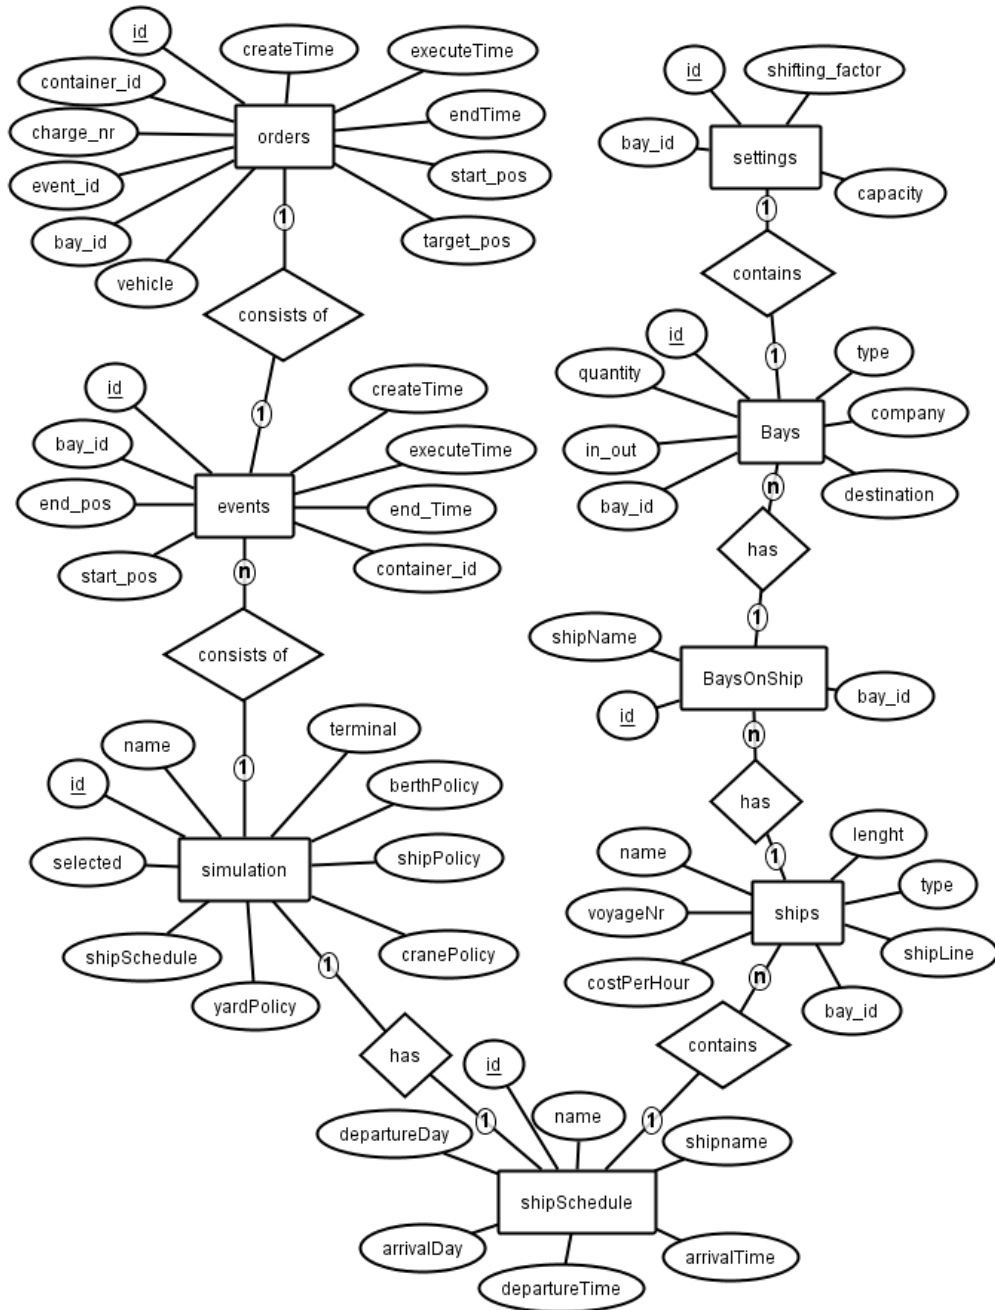 id
createTime
executeTime
container_id
charge_nr
orders
endTime
event_id
start_pos
bay_id
target_pos
vehicle
1
consists of
1
id
createTime
bay_id
executeTime
end_pos
events
end_Time
start_pos
container_id
n
consists of
1
name
terminal
id
berthPolicy
selected
simulation
shipPolicy
shipSchedule
cranePolicy
yardPolicy
1
has
1
id
shifting_factor
bay_id
settings
capacity
1
contains
1
id
type
quantity
company
in_out
Bays
bay_id
destination
n
has
1
shipName
BaysOnShip
id
bay_id
n
has
1
name
lenght
type
voyageNr
ships
shipLine
costPerHour
bay_id
n
contains
1
id
name
departureDay
shipname
shipSchedule
arrivalDay
arrivalTime
departureTime